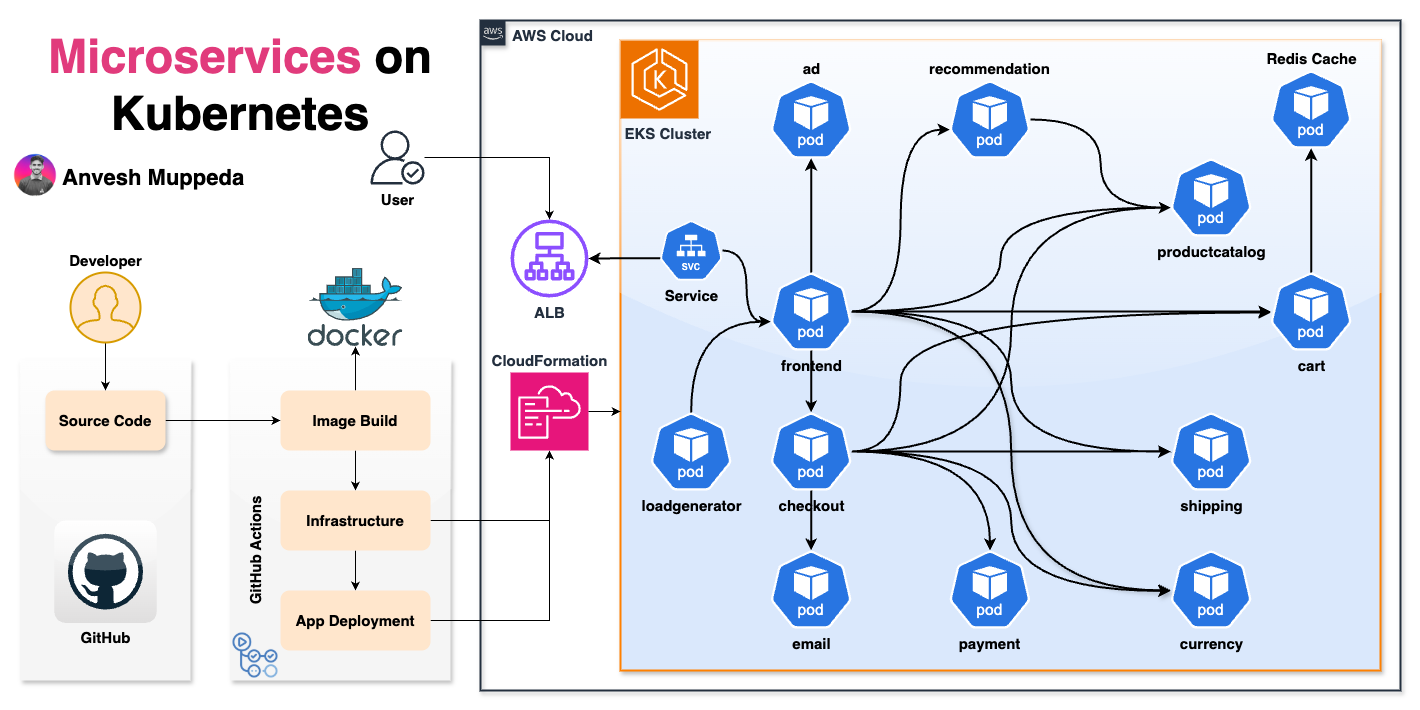 Microservices on
Kubernetes
Anvesh Muppeda
User
Developer
docker
Source Code
Image Build
Infrastructure
App Deployment
GitHub Actions
GitHub
aws
AWS Cloud
EKS Cluster
ALB
CloudFormation
svc
Service
ad
pod
recommendation
pod
Redis Cache
pod
pod
productcatalog
pod
frontend
pod
cart
pod
loadgenerator
pod
checkout
pod
shipping
pod
email
pod
payment
pod
currency